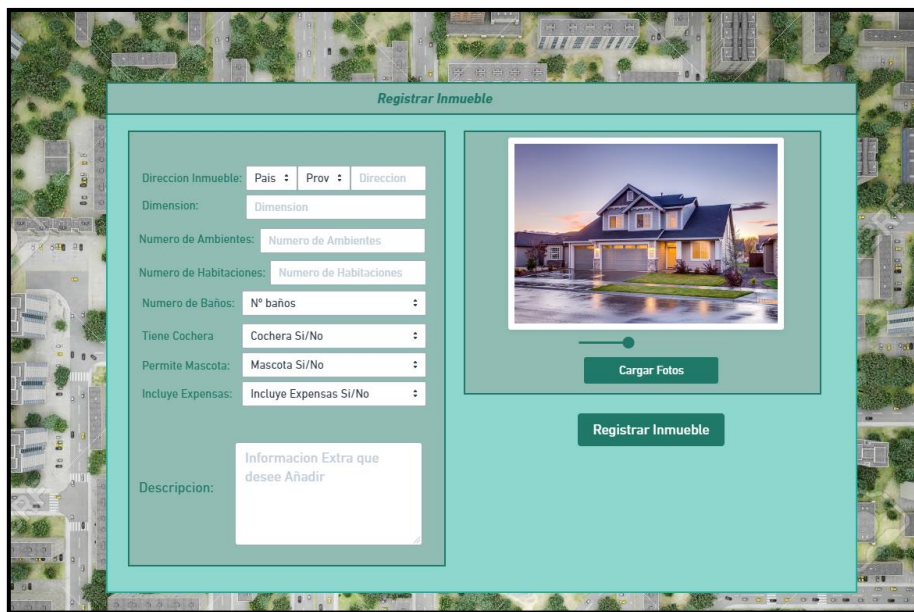 Registrar Inmueble
Direccion Inmueble: Pais Prov Direccion
Dimension: Dimension
Numero de Ambientes: Numero de Ambientes
Numero de Habitaciones: Numero de Habitaciones
Numero de Baños: Nº baños
Tiene Cochera Cochera Si/No
Permite Mascota: Mascota Si/No
Incluye Expensas: Incluye Expensas Si/No
Descripcion: Informacion Extra que
desee Añadir
Cargar Fotos
Registrar Inmueble